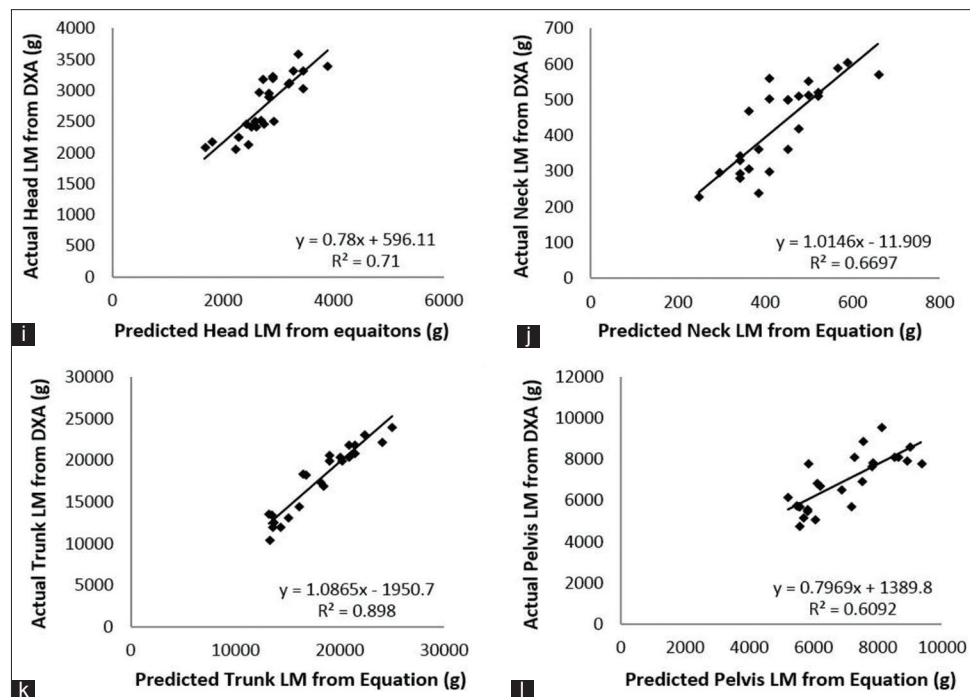 Actual Head LM from DXA (g)
4000
3500
3000
2500
2000
1500
1000
500
0
y = 0.78x + 596.11
R² = 0.71
0 2000 4000 6000
Predicted Head LM from equaitons (g)
i
Actual Neck LM from DXA (g)
700
600
500
400
300
200
100
0
y = 1.0146x - 11.909
R² = 0.6697
0 200 400 600 800
Predicted Neck LM from Equation (g)
j
Actual Trunk LM from DXA (g)
30000
25000
20000
15000
10000
5000
0
y = 1.0865x - 1950.7
R² = 0.898
0 10000 20000 30000
Predicted Trunk LM from Equation (g)
k
Actual Pelvis LM from DXA (g)
12000
10000
8000
6000
4000
2000
0
y = 0.7969x + 1389.8
R² = 0.6092
0 2000 4000 6000 8000 10000
Predicted Pelvis LM from Equation (g)
l